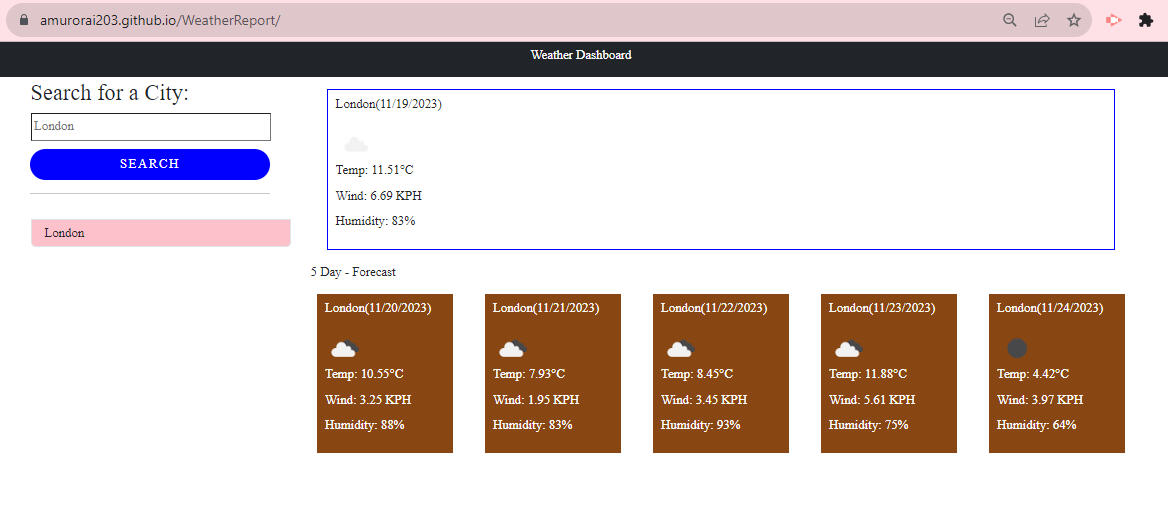 amurorai203.github.io/WeatherReport/
Weather Dashboard
Search for a City:
London
SEARCH
London
London(11/19/2023)
Temp: 11.51°C
Wind: 6.69 KPH
Humidity: 83%
5 Day - Forecast
London(11/20/2023)
Temp: 10.55°C
Wind: 3.25 KPH
Humidity: 88%
London(11/21/2023)
Temp: 7.93°C
Wind: 1.95 KPH
Humidity: 83%
London(11/22/2023)
Temp: 8.45°C
Wind: 3.45 KPH
Humidity: 93%
London(11/23/2023)
Temp: 11.88°C
Wind: 5.61 KPH
Humidity: 75%
London(11/24/2023)
Temp: 4.42°C
Wind: 3.97 KPH
Humidity: 64%